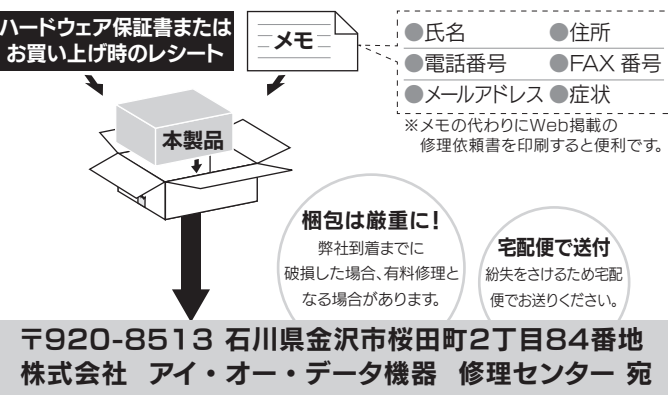 ハードウェア保証書または
お買い上げ時のレシート
メモ
●氏名 ●住所
●電話番号 ●FAX 番号
●メールアドレス ●症状
※メモの代わりにWeb掲載の
修理依頼書を印刷すると便利です。
本製品
梱包は厳重に!
弊社到着までに
破損した場合、有料修理と
なる場合があります。
宅配便で送付
紛失をさけるため宅配
便でお送りください。
〒920-8513 石川県金沢市桜田町2丁目84番地
株式会社 アイ・オー・データ機器 修理センター 宛